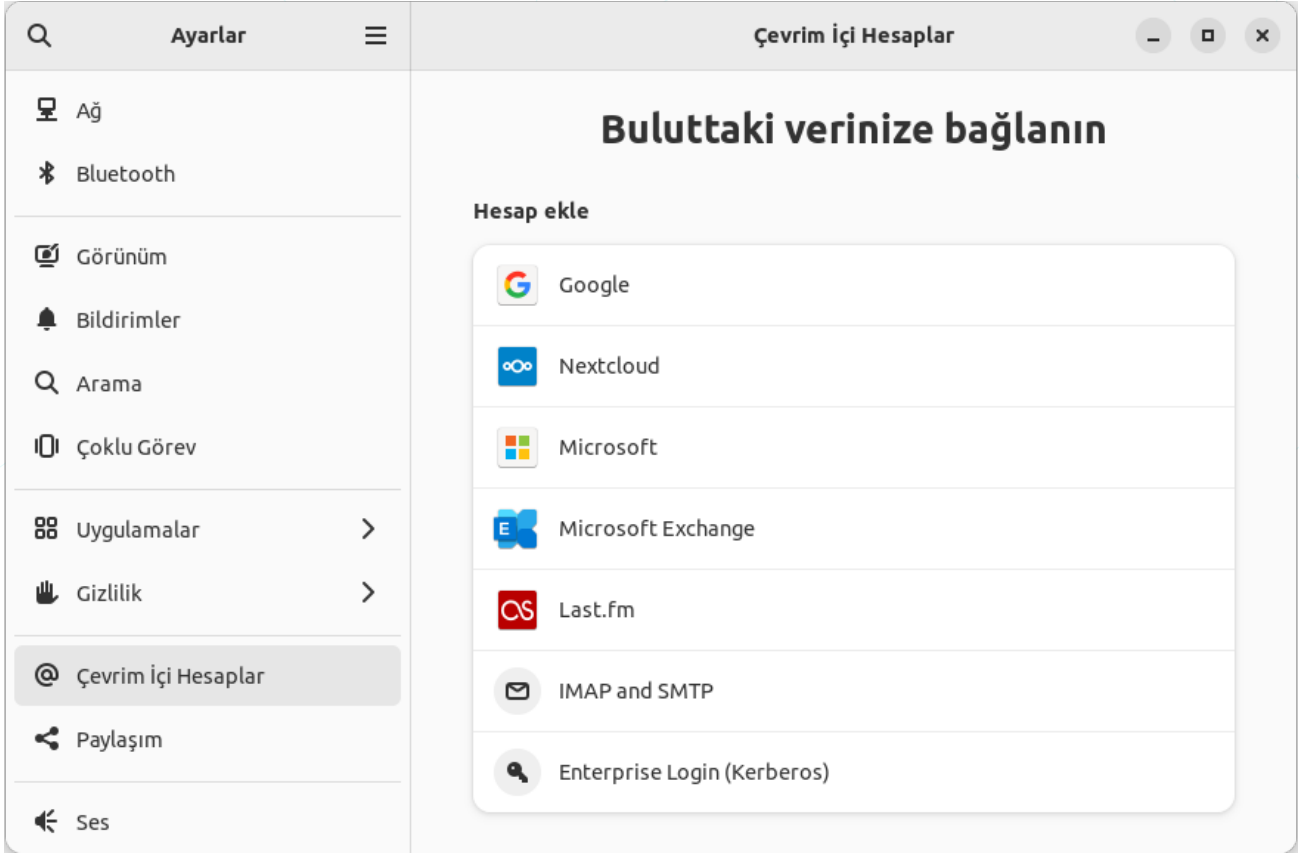 Ayarlar
Çevrim İçi Hesaplar
Ağ
Bluetooth
Görünüm
Bildirimler
Arama
Çoklu Görev
Uygulamalar
Gizlilik
Çevrim İçi Hesaplar
Paylaşım
Ses
Buluttaki verinize bağlanın
Hesap ekle
Google
Nextcloud
Microsoft
E
Microsoft Exchange
Last.fm
IMAP and SMTP
Enterprise Login (Kerberos)